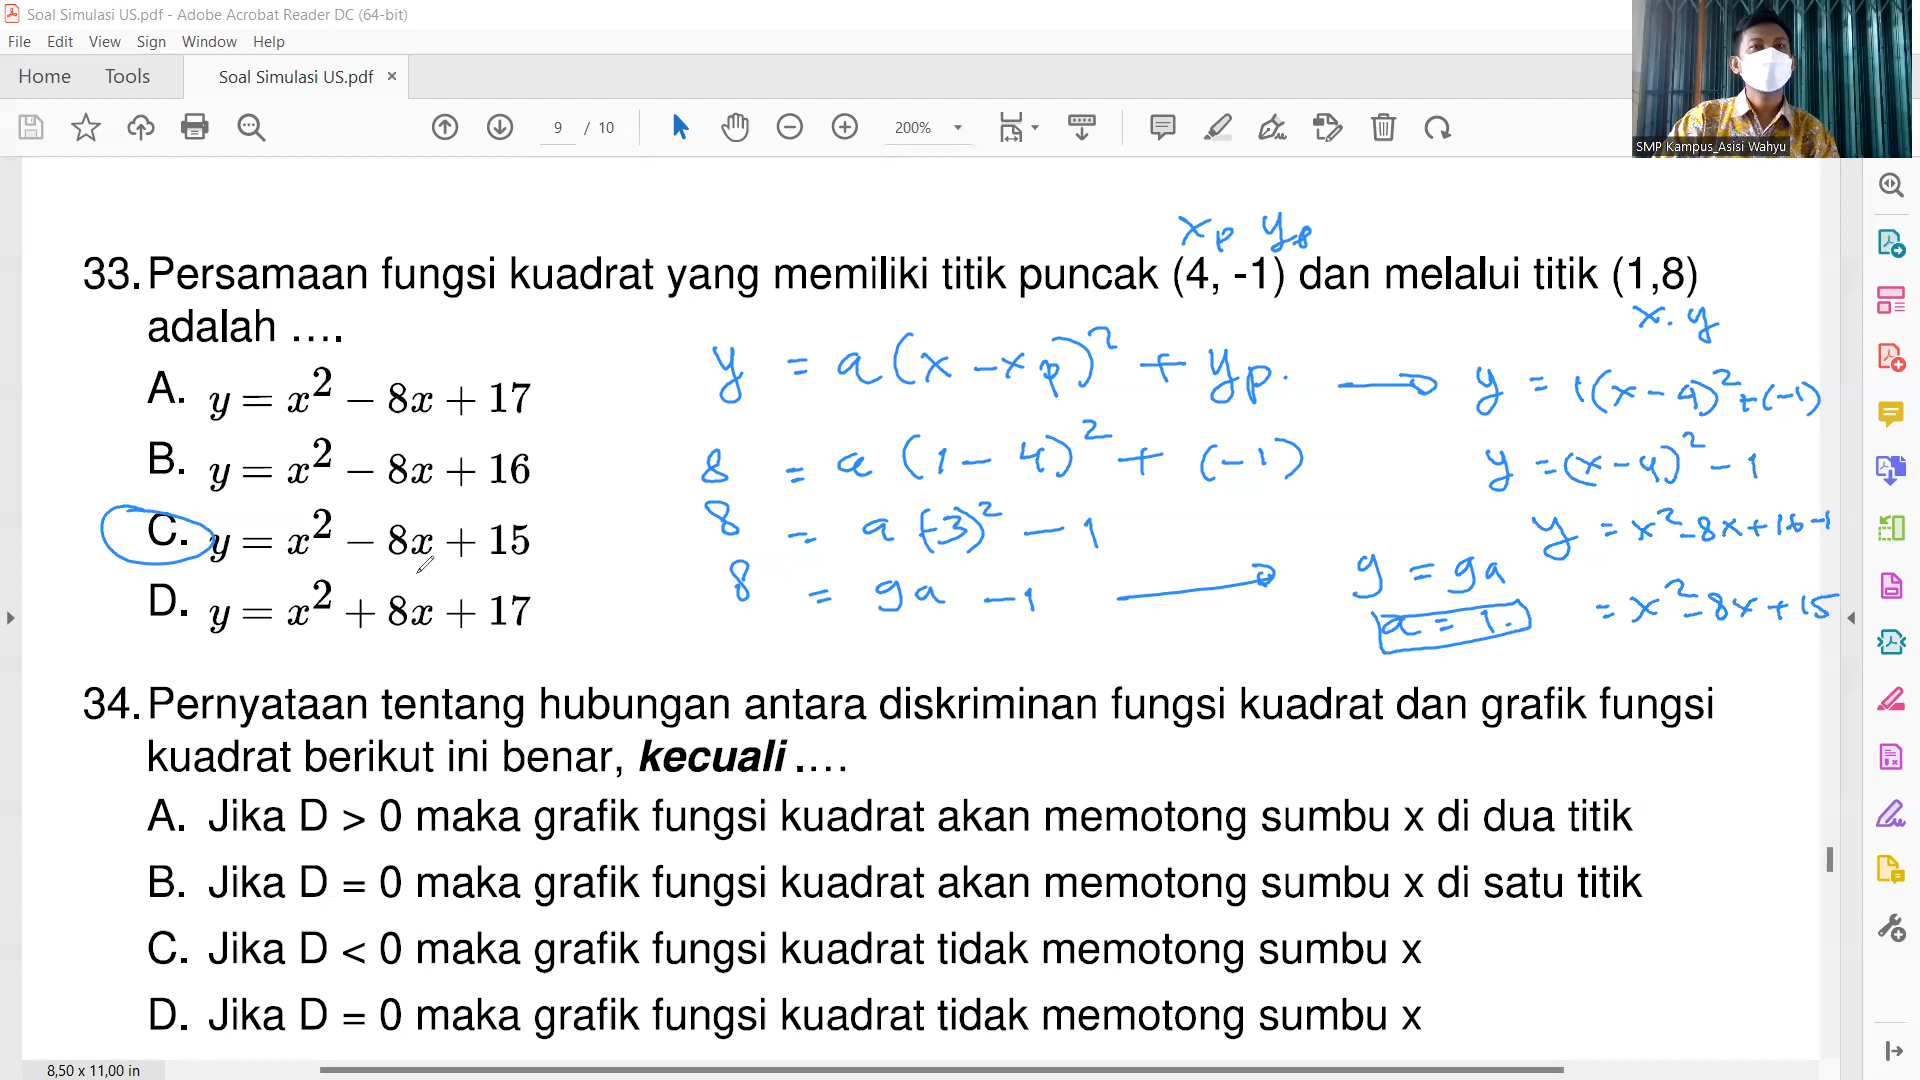 Soal Simulasi US.pdf - Adobe Acrobat Reader DC (64-bit)
File Edit View Sign Window Help
Home Tools Soal Simulasi US.pdf ×
9 / 10 200%
SMP Kampus_Asisi Wahyu
xp yp
33. Persamaan fungsi kuadrat yang memiliki titik puncak (4, -1) dan melalui titik (1,8)
adalah ....
x. y
A. y = x² − 8x + 17
B. y = x² − 8x + 16
C. y = x² − 8x + 15
D. y = x² + 8x + 17
y = a(x − xp)² + yp.
8 = a (1 − 4)² + (−1)
8 = a (−3)² − 1
8 = 9a − 1
9 = 9a
a = 1.
y = 1(x − 4)² + (−1)
y = (x − 4)² − 1
y = x² − 8x + 16 − 1
= x² − 8x + 15
34. Pernyataan tentang hubungan antara diskriminan fungsi kuadrat dan grafik fungsi
kuadrat berikut ini benar, kecuali ....
A. Jika D > 0 maka grafik fungsi kuadrat akan memotong sumbu x di dua titik
B. Jika D = 0 maka grafik fungsi kuadrat akan memotong sumbu x di satu titik
C. Jika D < 0 maka grafik fungsi kuadrat tidak memotong sumbu x
D. Jika D = 0 maka grafik fungsi kuadrat tidak memotong sumbu x
8,50 x 11,00 in